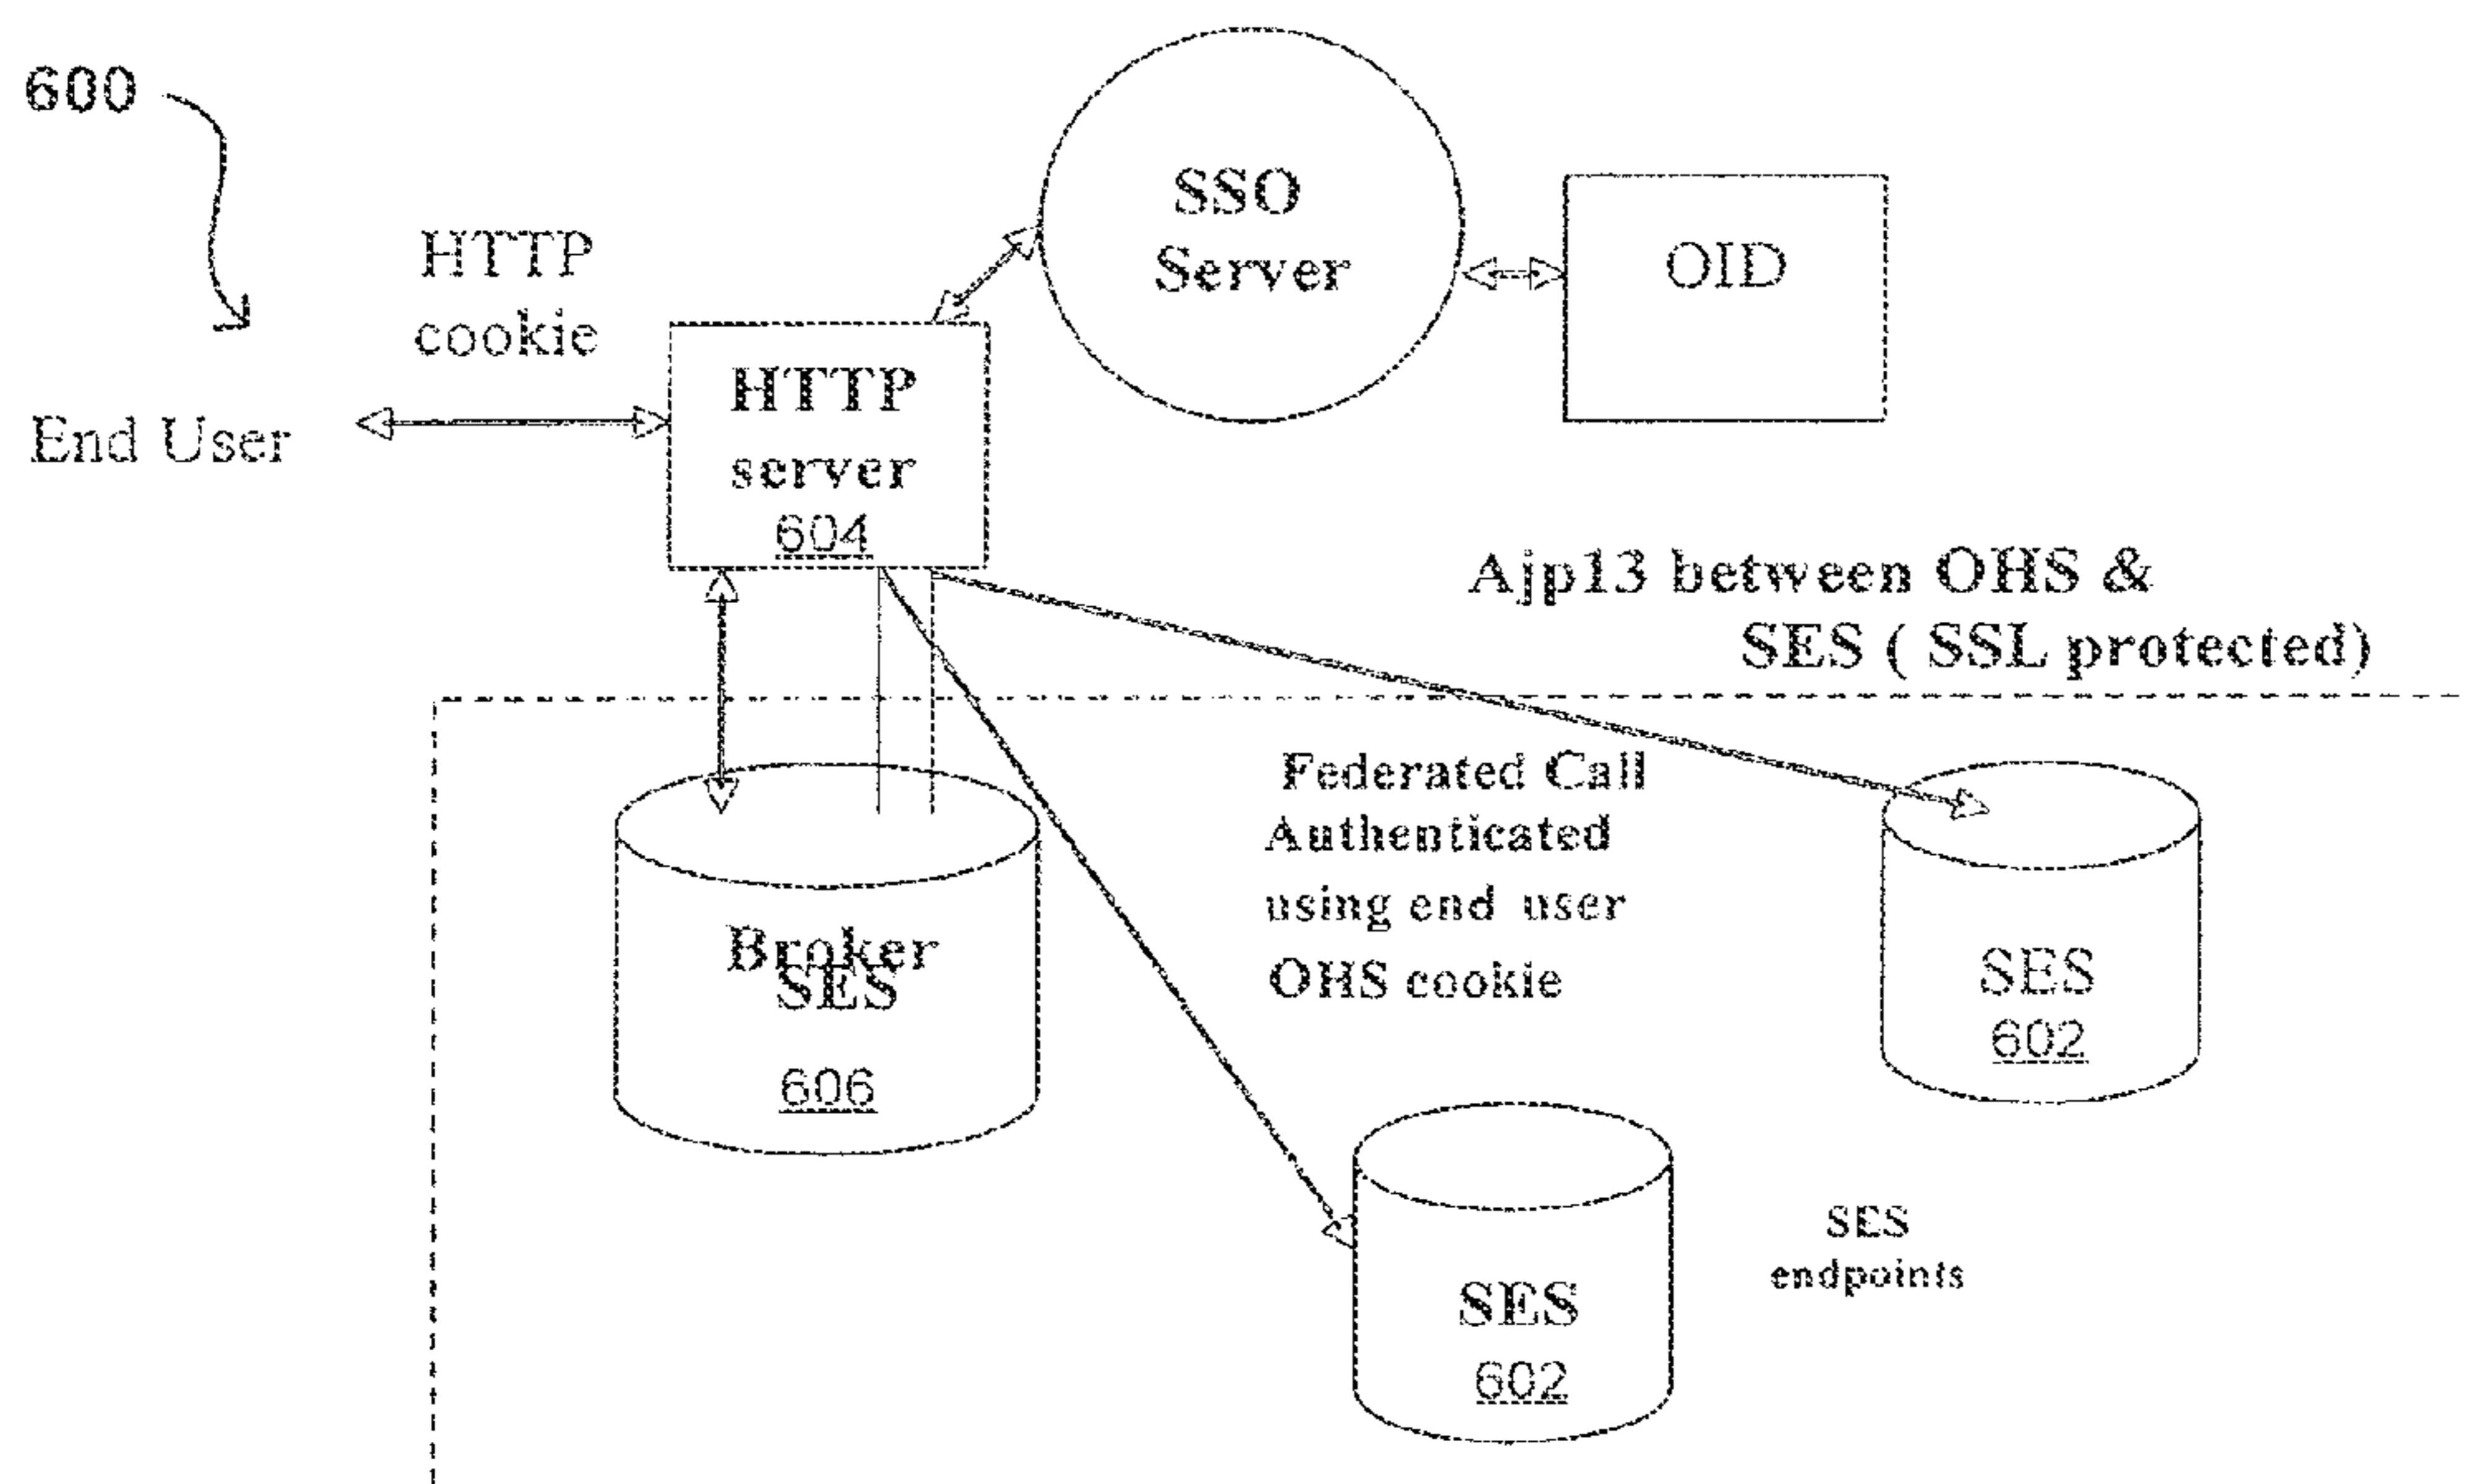 600
HTTP
cookie
End User
SSO
Server
OID
HTTP
server
604
Ajp13 between OHS &
SES ( SSL protected)
Federated Call
Authenticated
using end user
OHS cookie
Broker
SES
606
SES
602
SES
602
SES
endpoints